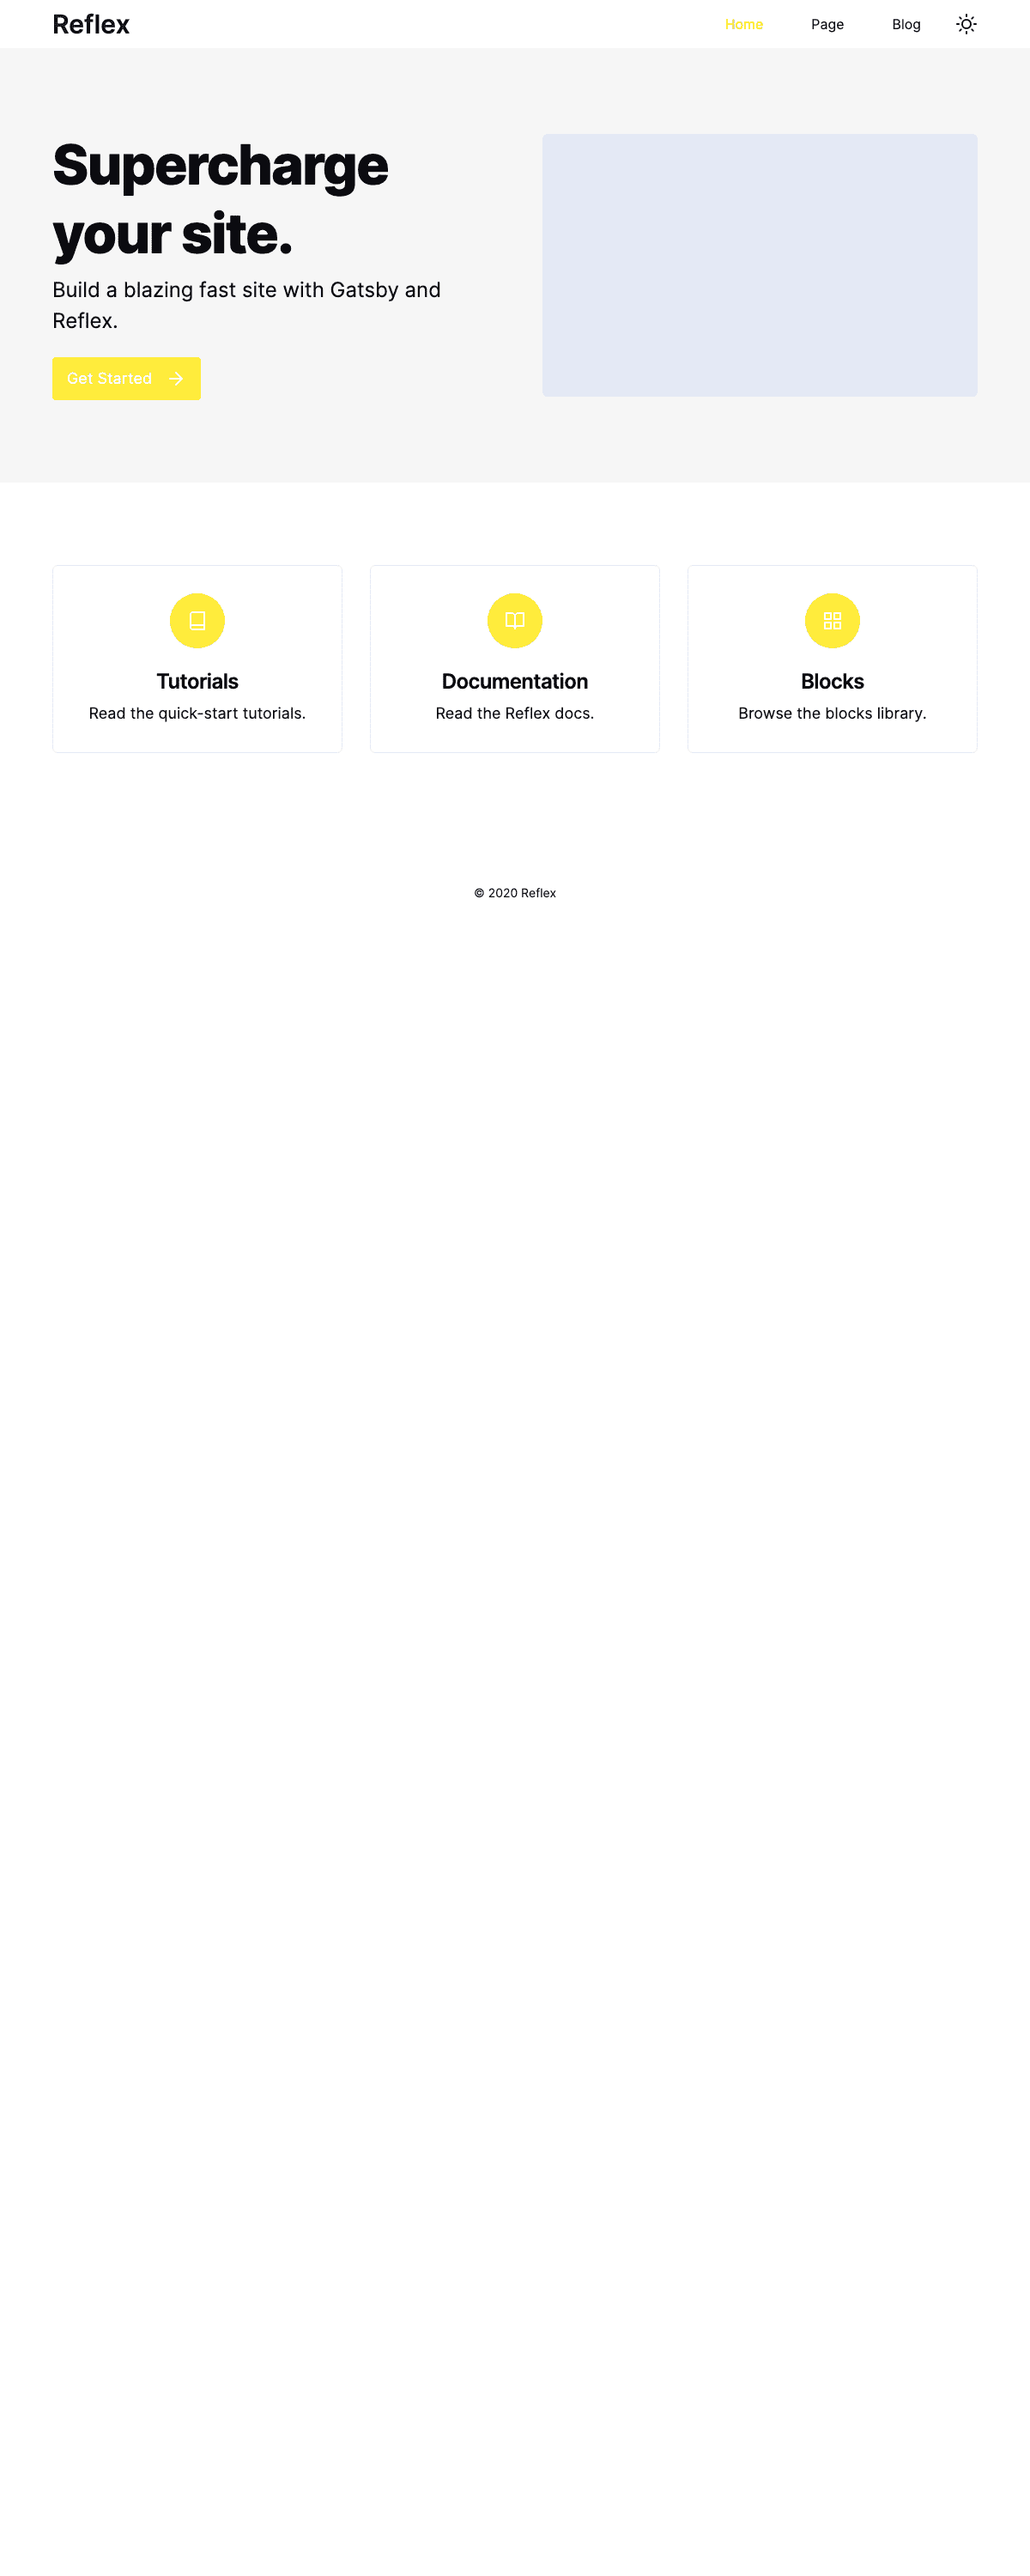 Reflex
Home
Page
Blog
Supercharge
your site.
Build a blazing fast site with Gatsby and
Reflex.
Get Started
Tutorials
Read the quick-start tutorials.
Documentation
Read the Reflex docs.
Blocks
Browse the blocks library.
© 2020 Reflex